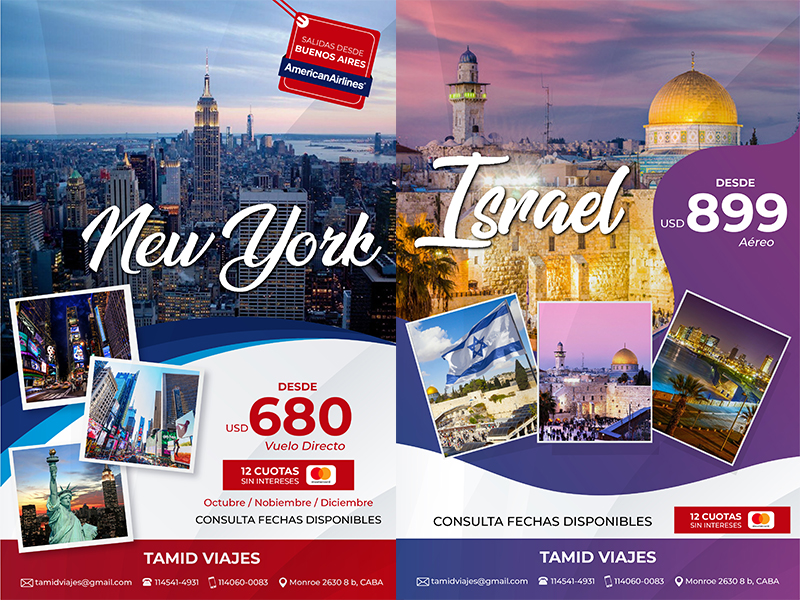 SALIDAS DESDE
BUENOS AIRES
AmericanAirlines
New York
DESDE
USD 680
Vuelo Directo
12 CUOTAS
SIN INTERESES
Octubre / Nobiembre / Diciembre
CONSULTA FECHAS DISPONIBLES
TAMID VIAJES
tamidviajes@gmail.com 114541-4931 114060-0083 Monroe 2630 8 b, CABA
Israel
DESDE
USD 899
Aéreo
CONSULTA FECHAS DISPONIBLES
12 CUOTAS
SIN INTERESES
TAMID VIAJES
tamidviajes@gmail.com 114541-4931 114060-0083 Monroe 2630 8 b, CABA